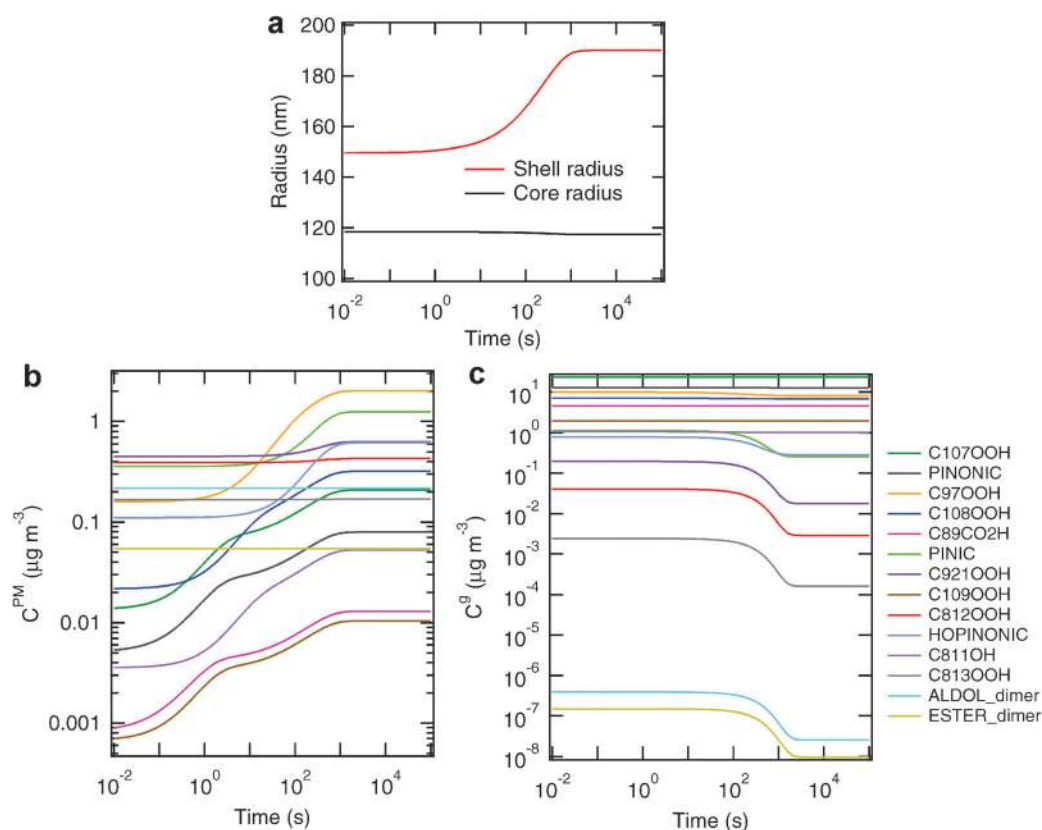 a
200
180
160
140
120
100
Radius (nm)
Shell radius
Core radius
10⁻² 10⁰ 10² 10⁴
Time (s)
b
1
0.1
0.01
0.001
C^PM (µg m⁻³)
10⁻² 10⁰ 10² 10⁴
Time (s)
c
10¹
10⁰
10⁻¹
10⁻²
10⁻³
10⁻⁴
10⁻⁵
10⁻⁶
10⁻⁷
10⁻⁸
C^g (µg m⁻³)
10⁻² 10⁰ 10² 10⁴
Time (s)
C107OOH
PINONIC
C97OOH
C108OOH
C89CO2H
PINIC
C921OOH
C109OOH
C812OOH
HOPINONIC
C811OH
C813OOH
ALDOL_dimer
ESTER_dimer